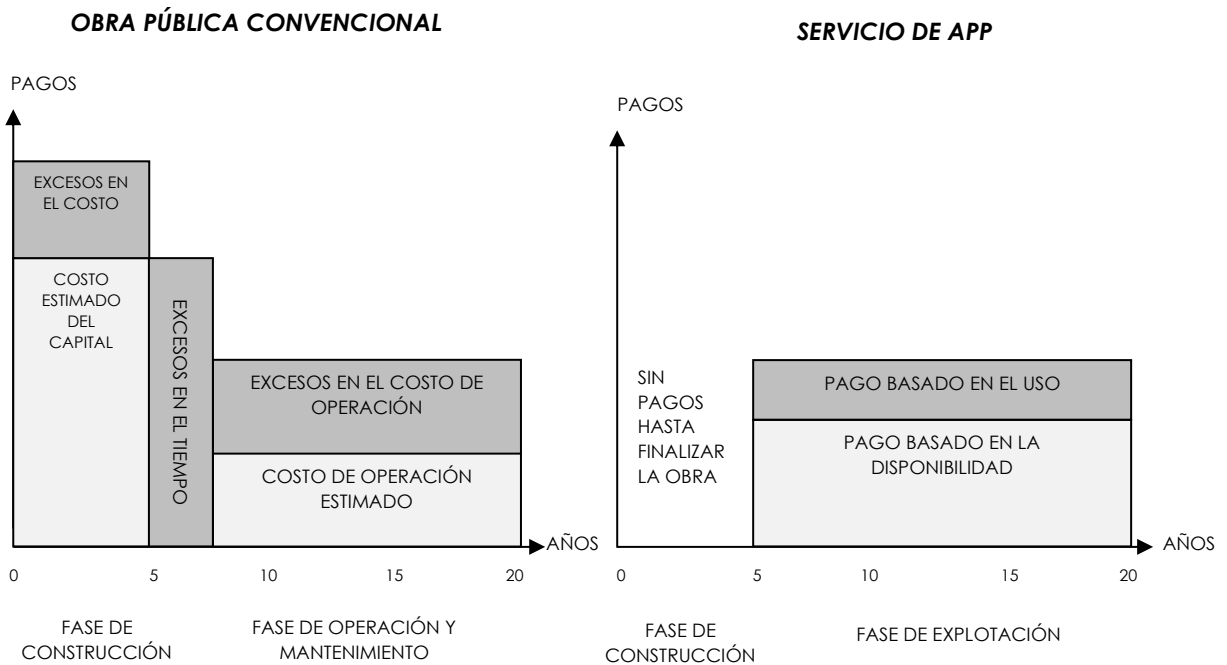 OBRA PÚBLICA CONVENCIONAL
PAGOS
EXCESOS EN
EL COSTO
COSTO
ESTIMADO
DEL
CAPITAL
EXCESOS EN EL TIEMPO
EXCESOS EN EL COSTO DE
OPERACIÓN
COSTO DE OPERACIÓN
ESTIMADO
AÑOS
0 5 10 15 20
FASE DE
CONSTRUCCIÓN
FASE DE OPERACIÓN Y
MANTENIMIENTO
SERVICIO DE APP
PAGOS
SIN
PAGOS
HASTA
FINALIZAR
LA OBRA
PAGO BASADO EN EL USO
PAGO BASADO EN LA
DISPONIBILIDAD
AÑOS
0 5 10 15 20
FASE DE
CONSTRUCCIÓN
FASE DE EXPLOTACIÓN